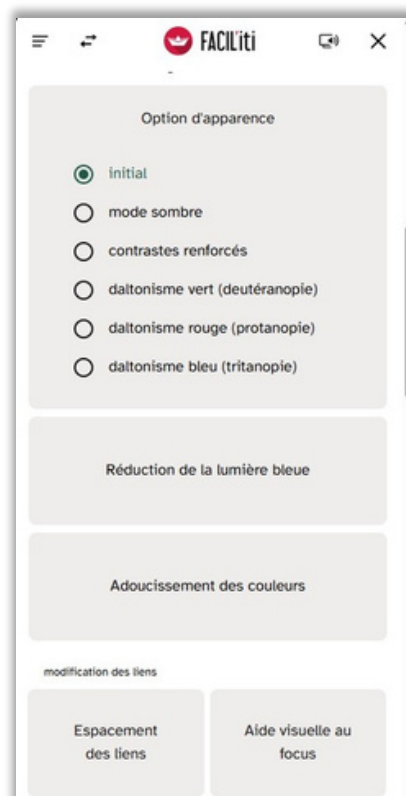 FACIL'iti
Option d'apparence
initial
mode sombre
contrastes renforcés
daltonisme vert (deutéranopie)
daltonisme rouge (protanopie)
daltonisme bleu (tritanopie)
Réduction de la lumière bleue
Adoucissement des couleurs
modification des liens
Espacement
des liens
Aide visuelle au
focus